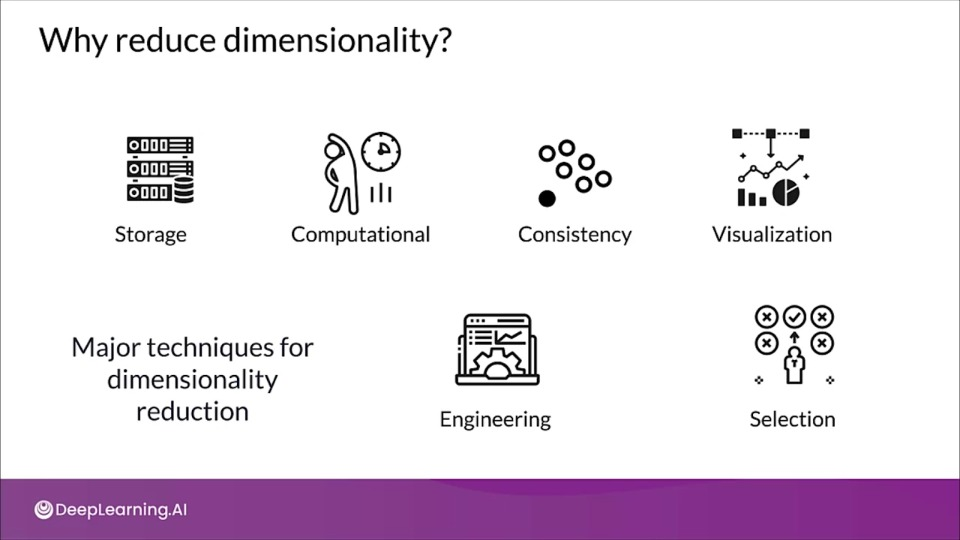 Why reduce dimensionality?
Storage
Computational
Consistency
Visualization
Major techniques for
dimensionality
reduction
Engineering
Selection
DeepLearning.AI